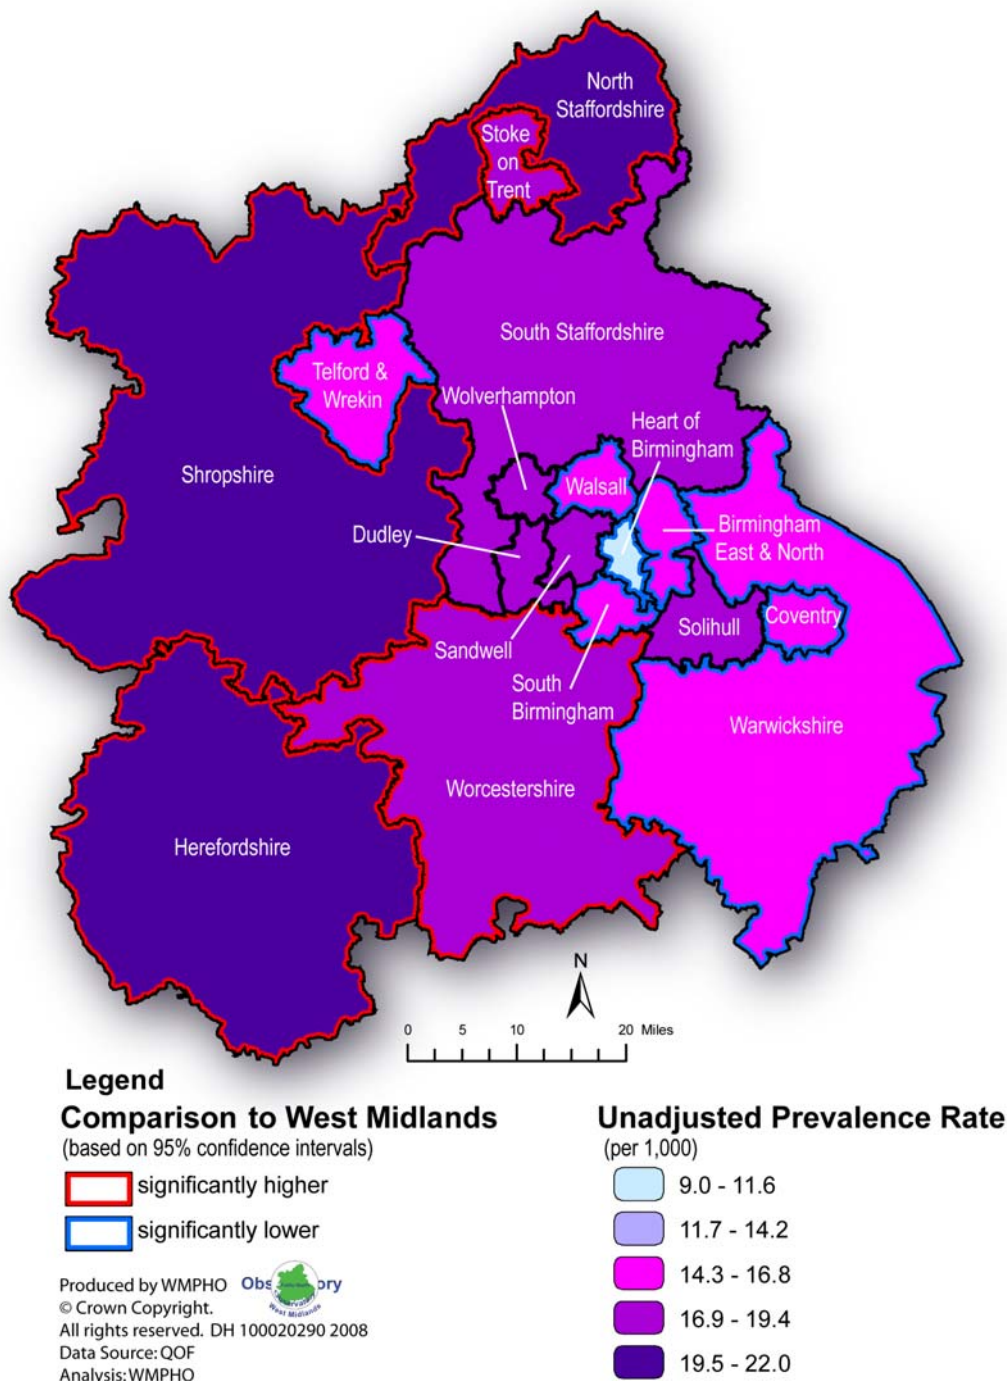 North
Staffordshire
Stoke
on
Trent
South Staffordshire
Telford &
Wrekin
Wolverhampton
Heart of
Birmingham
Shropshire
Walsall
Dudley
Birmingham
East & North
Solihull
Coventry
Sandwell
South
Birmingham
Warwickshire
Worcestershire
Herefordshire
N
0 5 10 20 Miles
Legend
Comparison to West Midlands
(based on 95% confidence intervals)
significantly higher
significantly lower
Unadjusted Prevalence Rate
(per 1,000)
9.0 - 11.6
11.7 - 14.2
14.3 - 16.8
16.9 - 19.4
19.5 - 22.0
Produced by WMPHO
West Midlands
© Crown Copyright.
All rights reserved. DH 100020290 2008
Data Source: QOF
Analysis: WMPHO